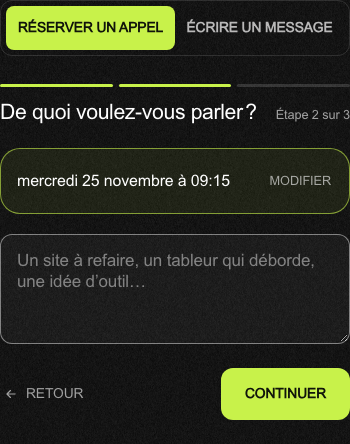 RÉSERVER UN APPEL
ÉCRIRE UN MESSAGE
De quoi voulez-vous parler ?
Étape 2 sur 3
mercredi 25 novembre à 09:15
MODIFIER
Un site à refaire, un tableur qui déborde,
une idée d’outil…
← RETOUR
CONTINUER